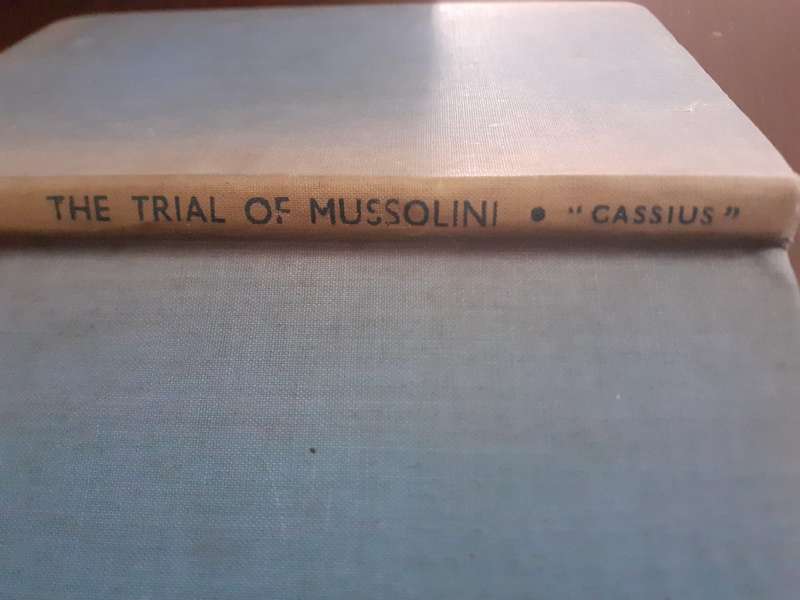 THE TRIAL OF MUSSOLINI • "CASSIUS"